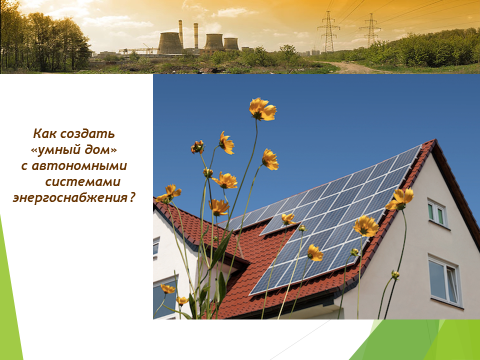 Как создать
«умный дом»
с автономными
системами
энергоснабжения?